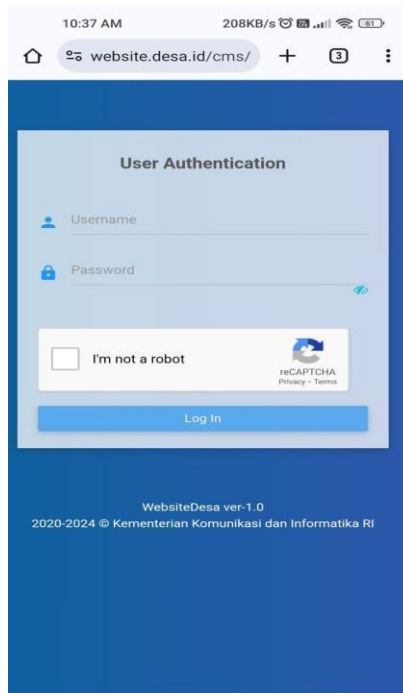 10:37 AM 208KB/s 61
website.desa.id/cms/ 3
User Authentication
Username
Password
I'm not a robot
reCAPTCHA
Privacy - Terms
Log In
WebsiteDesa ver-1.0
2020-2024 © Kementerian Komunikasi dan Informatika RI